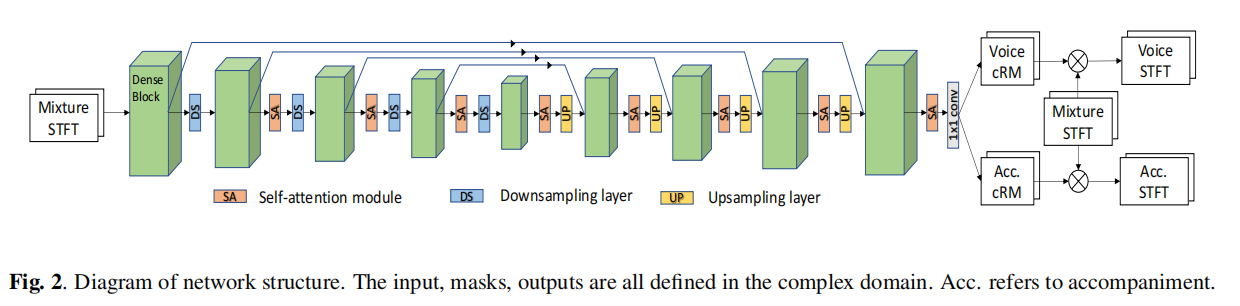 Dense
Block
Mixture
STFT
DS
SA
DS
SA
DS
SA
DS
SA
UP
SA
UP
SA
UP
SA
UP
SA
1x1 conv
Voice
cRM
Voice
STFT
Mixture
STFT
Acc.
cRM
Acc.
STFT
SA Self-attention module
DS Downsampling layer
UP Upsampling layer
Fig. 2. Diagram of network structure. The input, masks, outputs are all defined in the complex domain. Acc. refers to accompaniment.